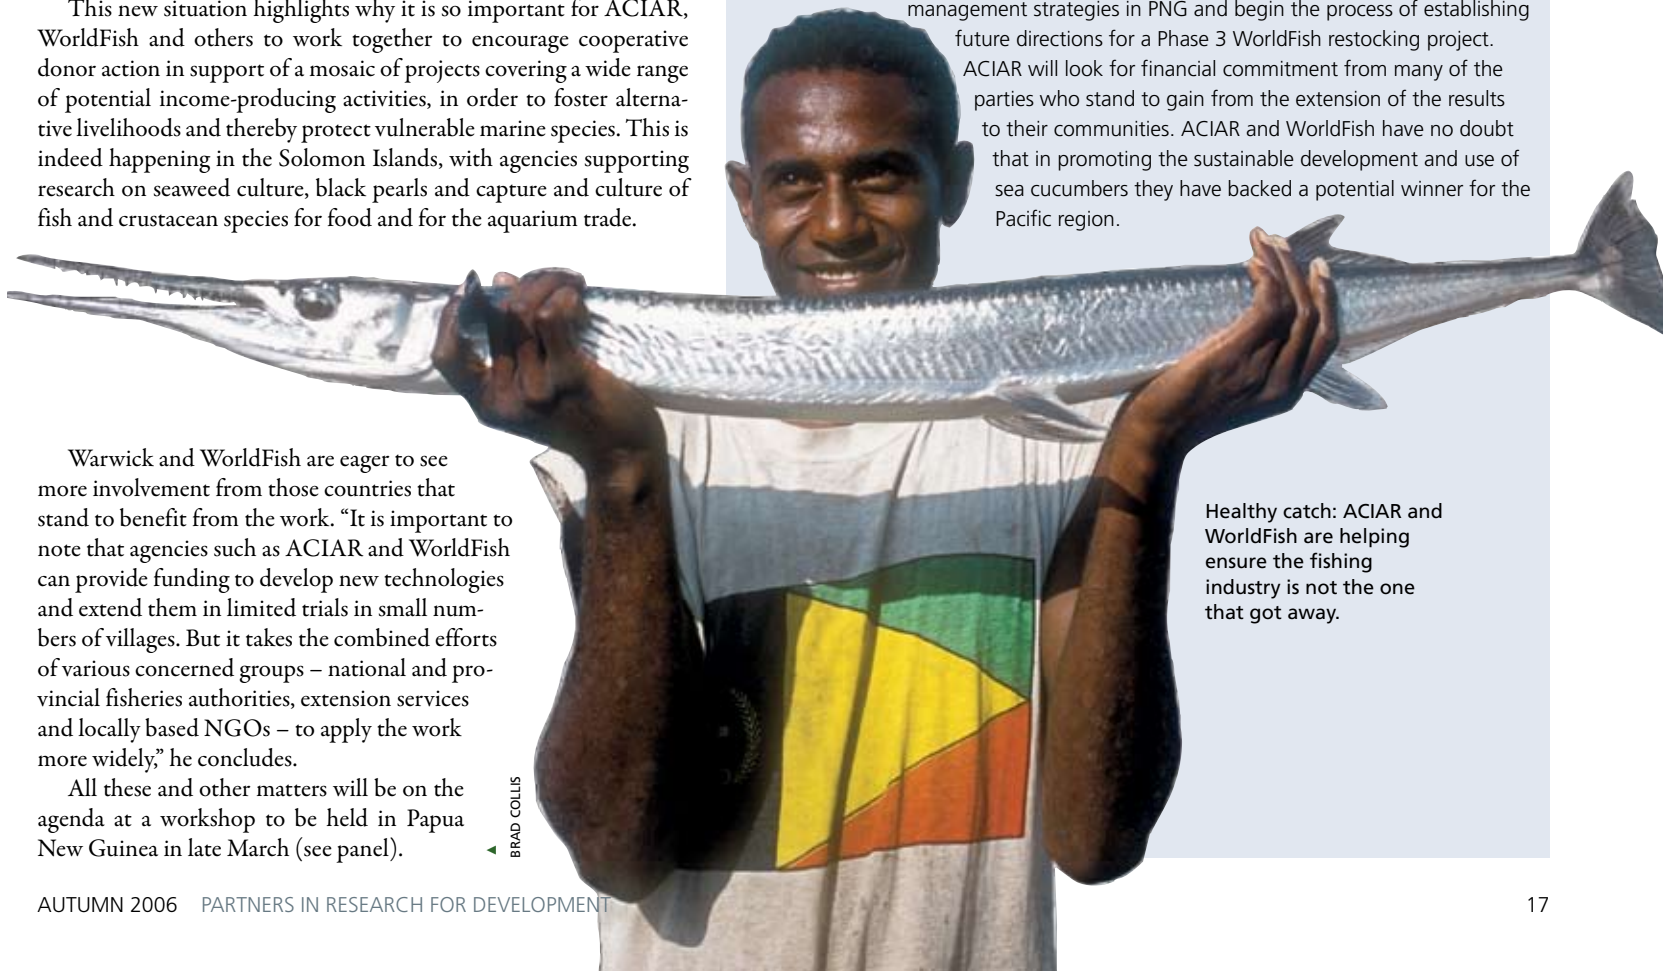 This new situation highlights why it is so important for ACIAR,
WorldFish and others to work together to encourage cooperative
donor action in support of a mosaic of projects covering a wide range
of potential income-producing activities, in order to foster alterna-
tive livelihoods and thereby protect vulnerable marine species. This is
indeed happening in the Solomon Islands, with agencies supporting
research on seaweed culture, black pearls and capture and culture of
fish and crustacean species for food and for the aquarium trade.
Warwick and WorldFish are eager to see
more involvement from those countries that
stand to benefit from the work. “It is important to
note that agencies such as ACIAR and WorldFish
can provide funding to develop new technologies
and extend them in limited trials in small num-
bers of villages. But it takes the combined efforts
of various concerned groups – national and pro-
vincial fisheries authorities, extension services
and locally based NGOs – to apply the work
more widely,” he concludes.
All these and other matters will be on the
agenda at a workshop to be held in Papua
New Guinea in late March (see panel).
BRAD COLLIS
management strategies in PNG and begin the process of establishing
future directions for a Phase 3 WorldFish restocking project.
ACIAR will look for financial commitment from many of the
parties who stand to gain from the extension of the results
to their communities. ACIAR and WorldFish have no doubt
that in promoting the sustainable development and use of
sea cucumbers they have backed a potential winner for the
Pacific region.
Healthy catch: ACIAR and
WorldFish are helping
ensure the fishing
industry is not the one
that got away.
AUTUMN 2006 PARTNERS IN RESEARCH FOR DEVELOPMENT
17